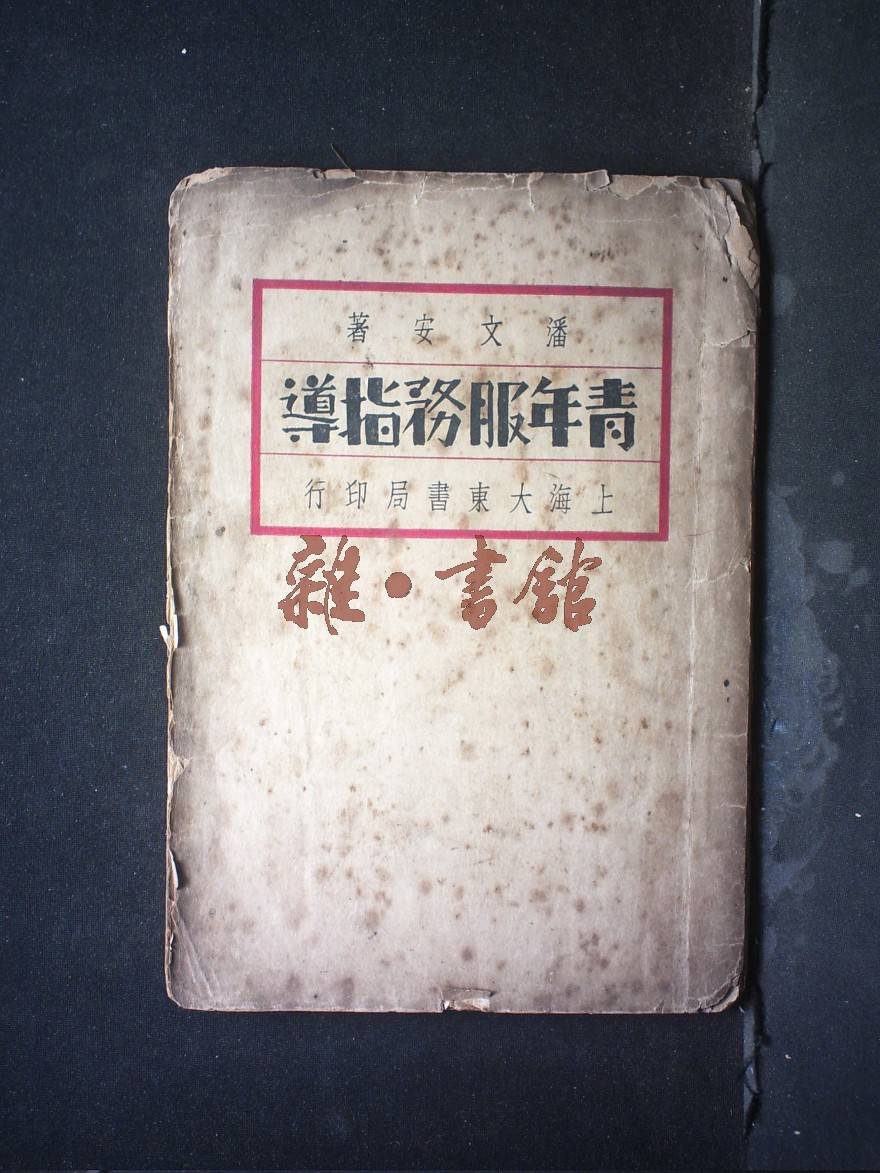 潘文安著
青年服務指導
上海大東書局印行
雜·書館